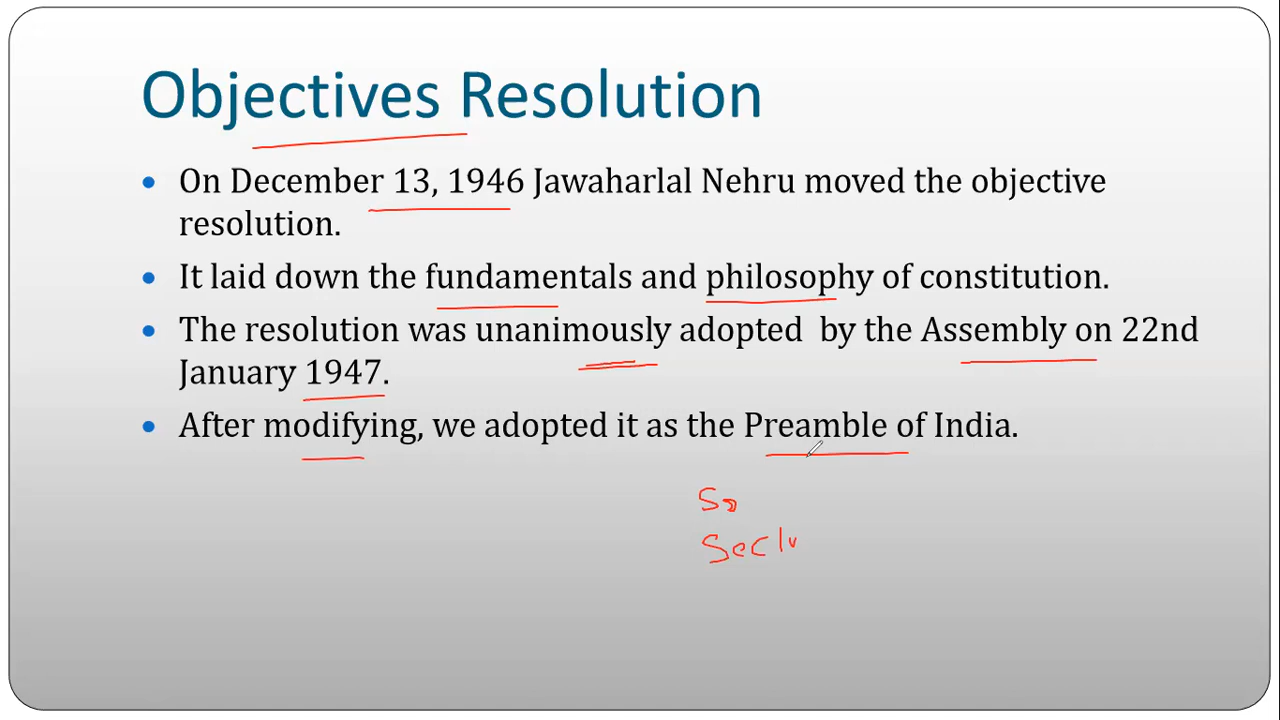 Objectives Resolution
On December 13, 1946 Jawaharlal Nehru moved the objective
resolution.
It laid down the fundamentals and philosophy of constitution.
The resolution was unanimously adopted by the Assembly on 22nd
January 1947.
After modifying, we adopted it as the Preamble of India.